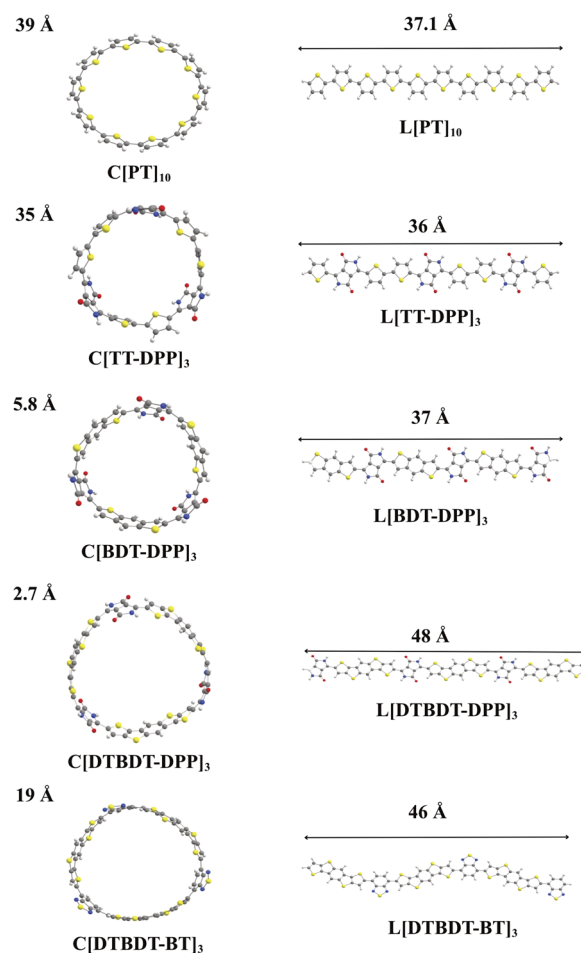 39 Å
37.1 Å
C[PT]10
L[PT]10
35 Å
36 Å
C[TT-DPP]3
L[TT-DPP]3
5.8 Å
37 Å
C[BDT-DPP]3
L[BDT-DPP]3
2.7 Å
48 Å
C[DTBDT-DPP]3
L[DTBDT-DPP]3
19 Å
46 Å
C[DTBDT-BT]3
L[DTBDT-BT]3